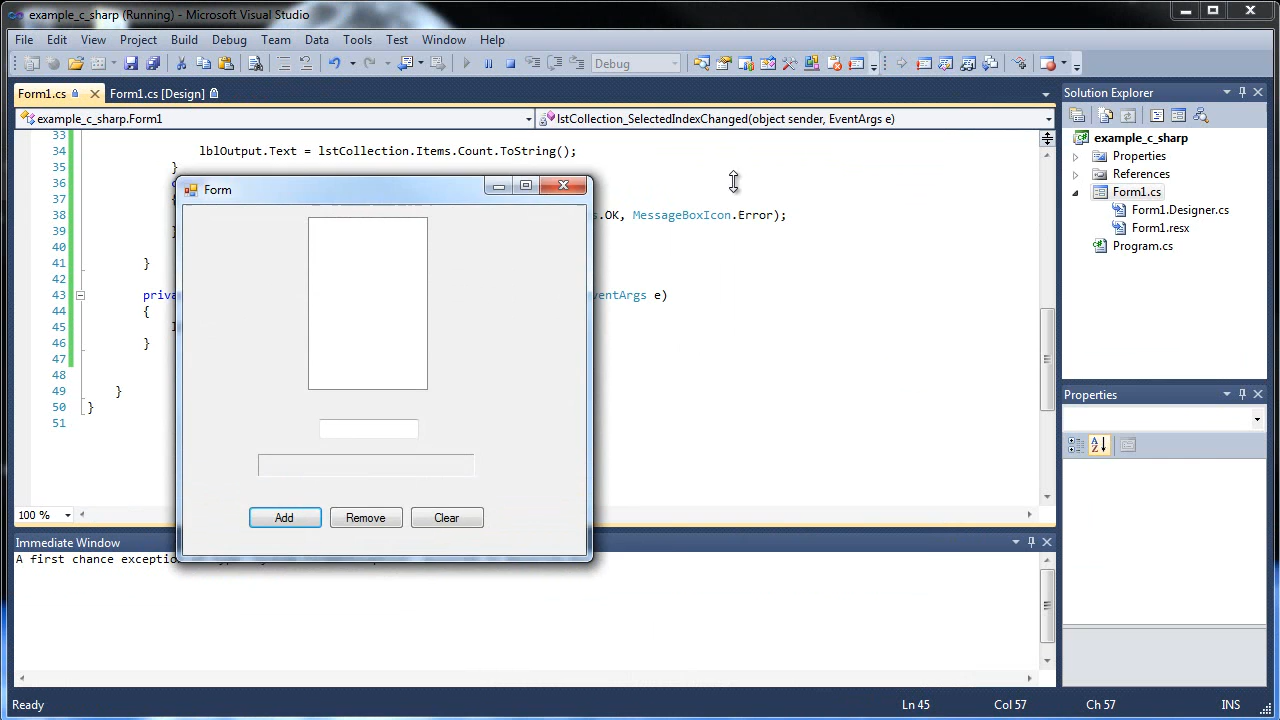 example_c_sharp (Running) - Microsoft Visual Studio
File Edit View Project Build Debug Team Data Tools Test Window Help
Debug
Form1.cs Form1.cs [Design]
example_c_sharp.Form1 lstCollection_SelectedIndexChanged(object sender, EventArgs e)
33
34 lblOutput.Text = lstCollection.Items.Count.ToString();
35 }
36
37 {
38 .OK, MessageBoxIcon.Error);
39
40
41 }
42
43 e)
44 {
45
46 }
47
48
49 }
50 }
51
100 %
Form
Add Remove Clear
Immediate Window
A first chance
Solution Explorer
example_c_sharp
Properties
References
Form1.cs
Form1.Designer.cs
Form1.resx
Program.cs
Properties
Ready Ln 45 Col 57 Ch 57 INS